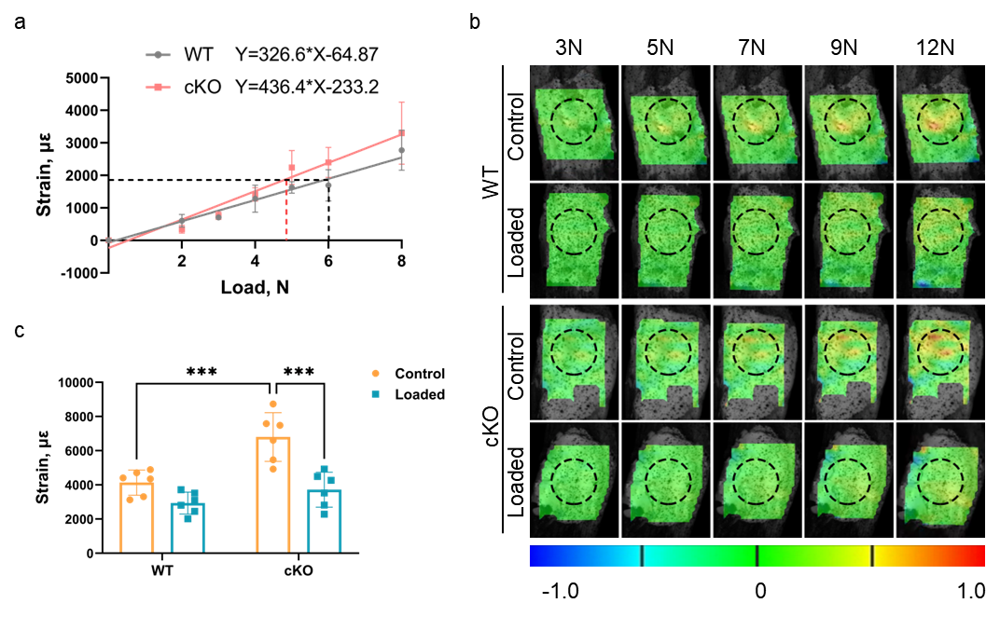 a
WT Y=326.6*X-64.87
cKO Y=436.4*X-233.2
5000
4000
3000
2000
1000
0
-1000
2 4 6 8
Strain, με
Load, N
b
3N 5N 7N 9N 12N
WT
Control
Loaded
cKO
Control
Loaded
-1.0 0 1.0
c
*** ***
Control
Loaded
10000
8000
6000
4000
2000
0
Strain, με
WT cKO